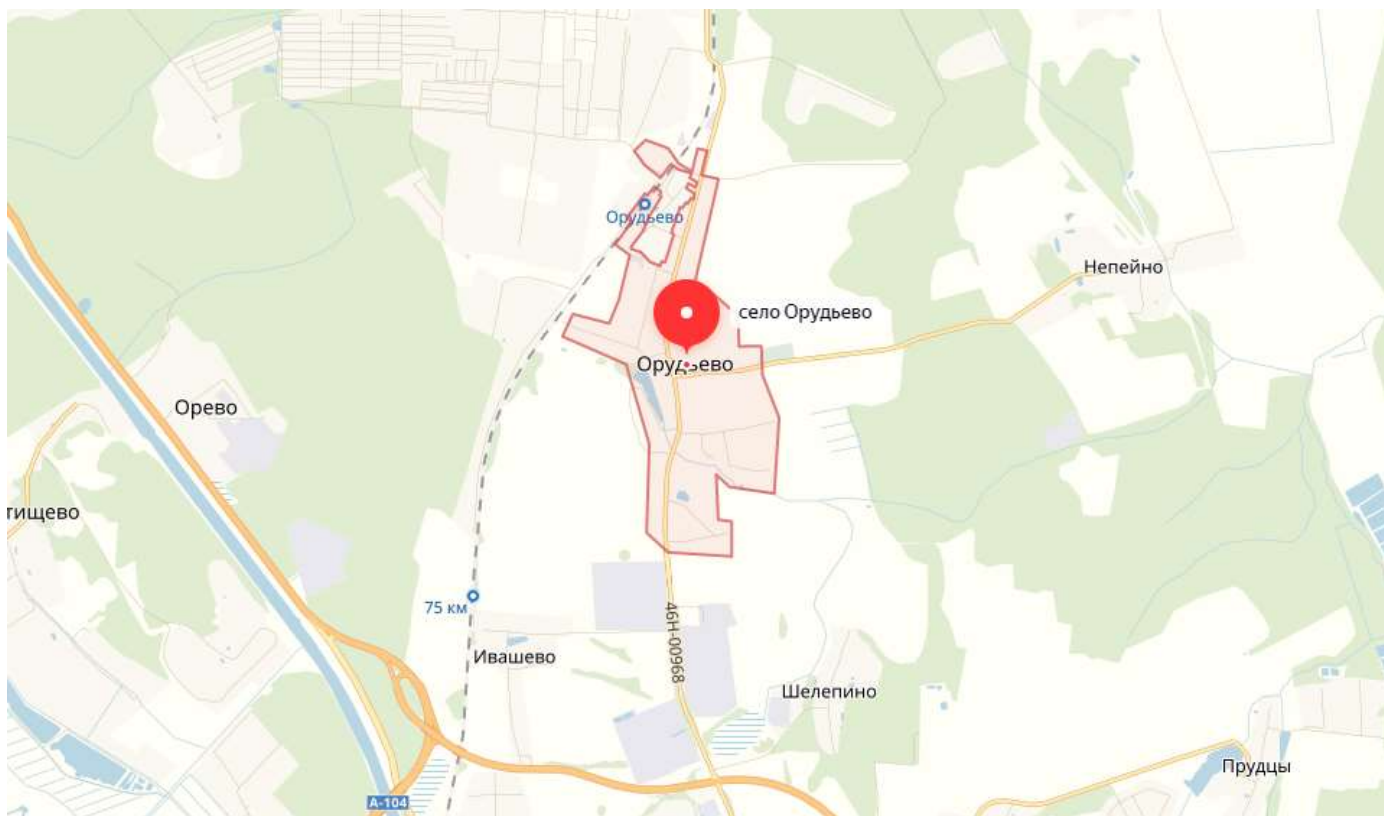 Орудьево
Непейно
село Орудьево
Орудьево
Орево
тищево
75 км
46Н-00968
Ивашево
Шелепино
Прудцы
А-104